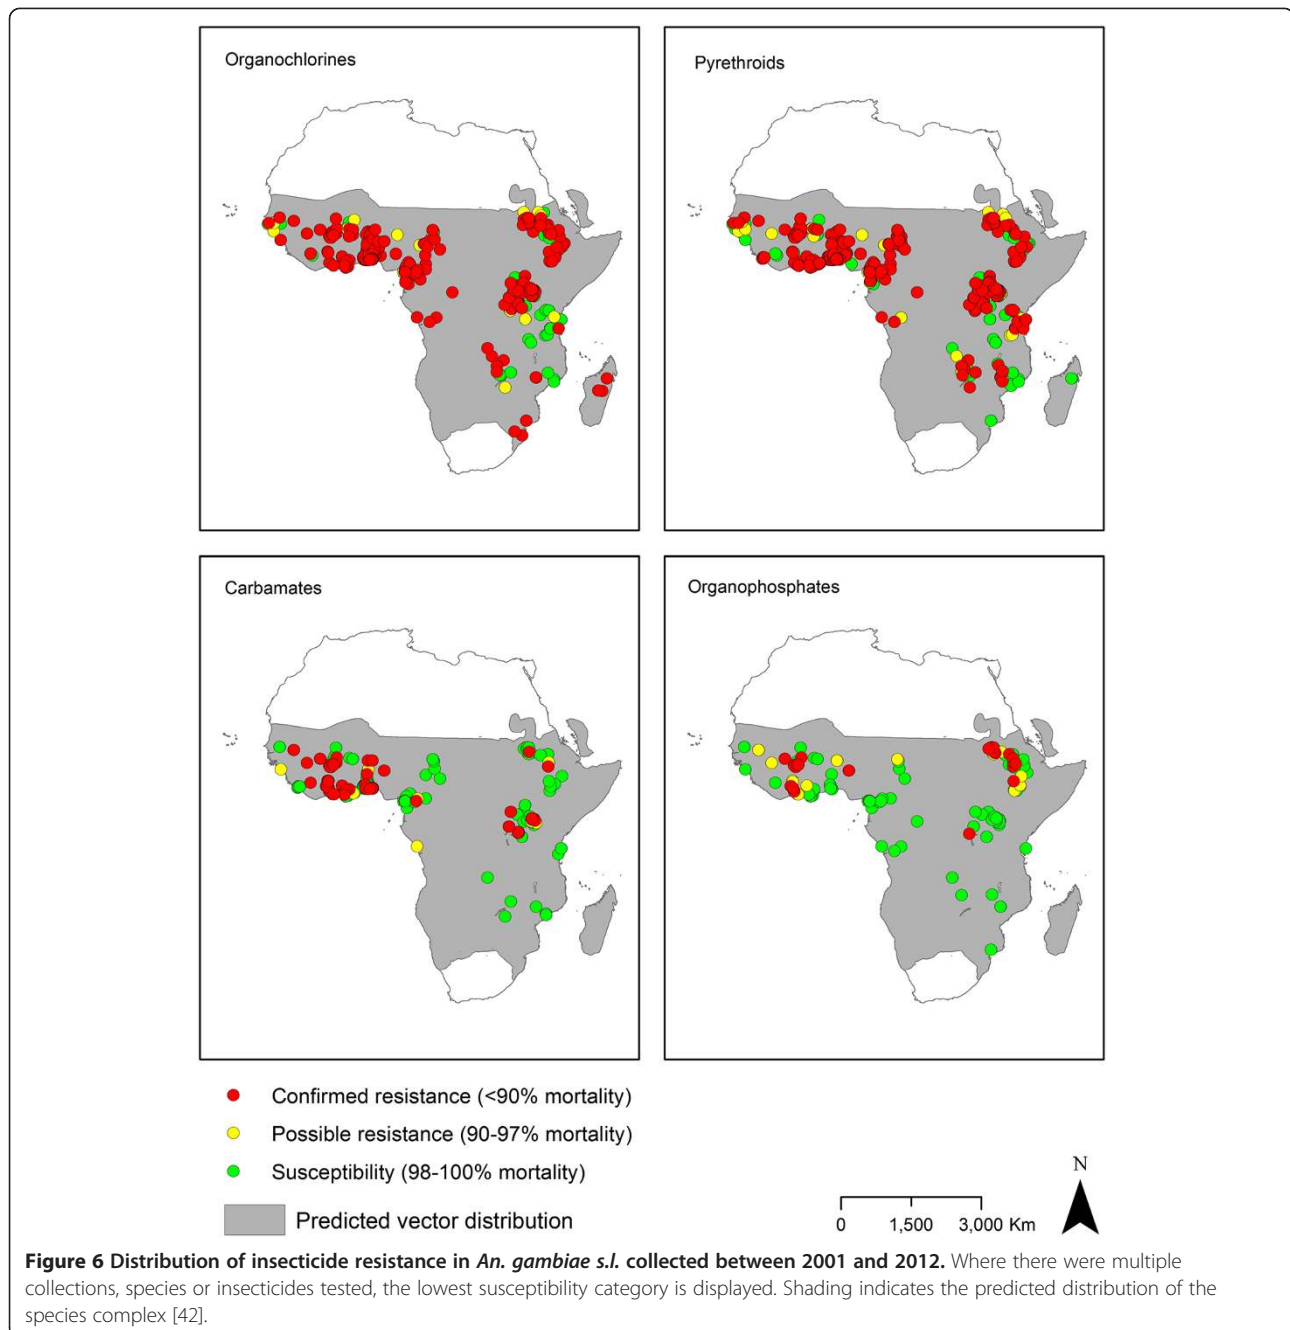 Organochlorines
Pyrethroids
Carbamates
Organophosphates
Confirmed resistance (<90% mortality)
Possible resistance (90-97% mortality)
Susceptibility (98-100% mortality)
Predicted vector distribution
N
0 1,500 3,000 Km
Figure 6 Distribution of insecticide resistance in An. gambiae s.l. collected between 2001 and 2012. Where there were multiple
collections, species or insecticides tested, the lowest susceptibility category is displayed. Shading indicates the predicted distribution of the
species complex [42].